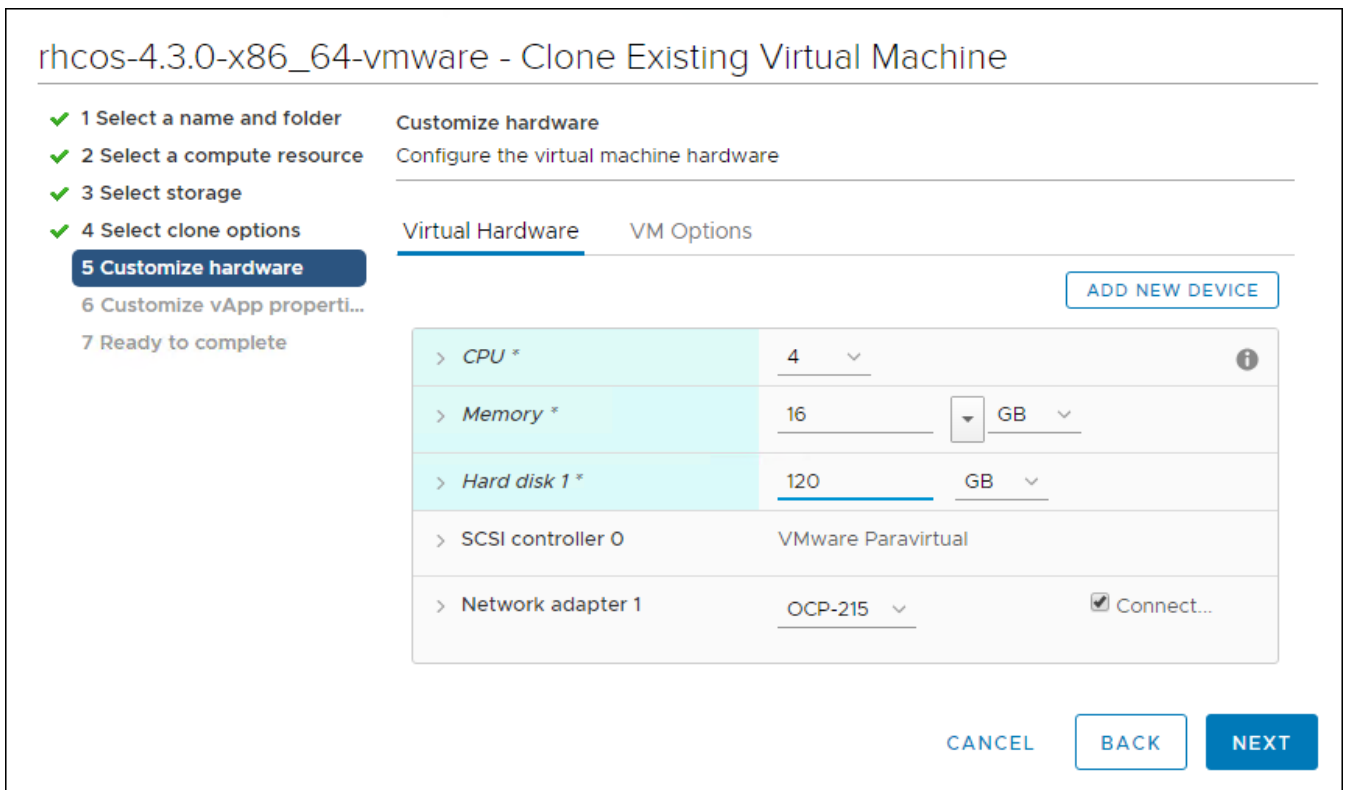 rhcos-4.3.0-x86_64-vmware - Clone Existing Virtual Machine
1 Select a name and folder
2 Select a compute resource
3 Select storage
4 Select clone options
5 Customize hardware
6 Customize vApp properti...
7 Ready to complete
Customize hardware
Configure the virtual machine hardware
Virtual Hardware VM Options
ADD NEW DEVICE
CPU * 4
Memory * 16 GB
Hard disk 1 * 120 GB
SCSI controller 0 VMware Paravirtual
Network adapter 1 OCP-215 Connect...
CANCEL BACK NEXT